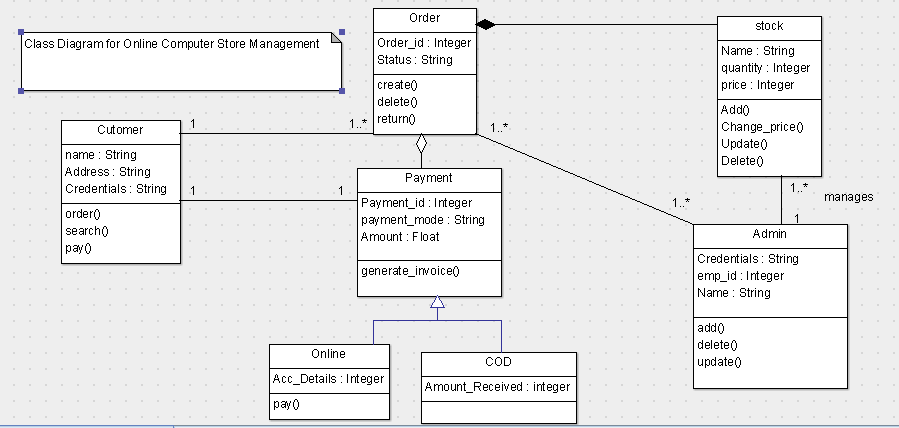 Class Diagram for Online Computer Store Management
Order
Order_id : Integer
Status : String
create()
delete()
return()
stock
Name : String
quantity : Integer
price : Integer
Add()
Change_price()
Update()
Delete()
Cutomer
name : String
Address : String
Credentials : String
order()
search()
pay()
1
1..*
1
1
1..*
1..*
1..*
manages
1
Payment
Payment_id : Integer
payment_mode : String
Amount : Float
generate_invoice()
Admin
Credentials : String
emp_id : Integer
Name : String
add()
delete()
update()
Online
Acc_Details : Integer
pay()
COD
Amount_Received : integer